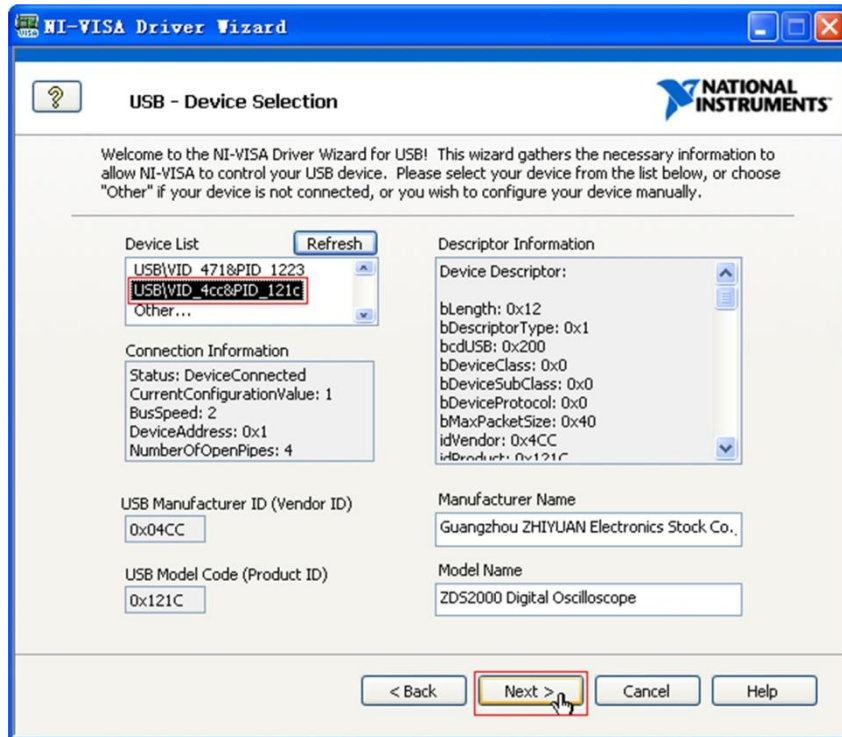 NI-VISA Driver Wizard
USB - Device Selection
NATIONAL
INSTRUMENTS
Welcome to the NI-VISA Driver Wizard for USB! This wizard gathers the necessary information to
allow NI-VISA to control your USB device. Please select your device from the list below, or choose
"Other" if your device is not connected, or you wish to configure your device manually.
Device List
Refresh
USB\VID_471&PID_1223
USB\VID_4cc&PID_121c
Other...
Connection Information
Status: DeviceConnected
CurrentConfigurationValue: 1
BusSpeed: 2
DeviceAddress: 0x1
NumberOfOpenPipes: 4
USB Manufacturer ID (Vendor ID)
0x04CC
USB Model Code (Product ID)
0x121C
Descriptor Information
Device Descriptor:
bLength: 0x12
bDescriptorType: 0x1
bcdUSB: 0x200
bDeviceClass: 0x0
bDeviceSubClass: 0x0
bDeviceProtocol: 0x0
bMaxPacketSize: 0x40
idVendor: 0x4CC
idProduct: 0x121C
Manufacturer Name
Guangzhou ZHIYUAN Electronics Stock Co.,
Model Name
ZDS2000 Digital Oscilloscope
< Back
Next >
Cancel
Help